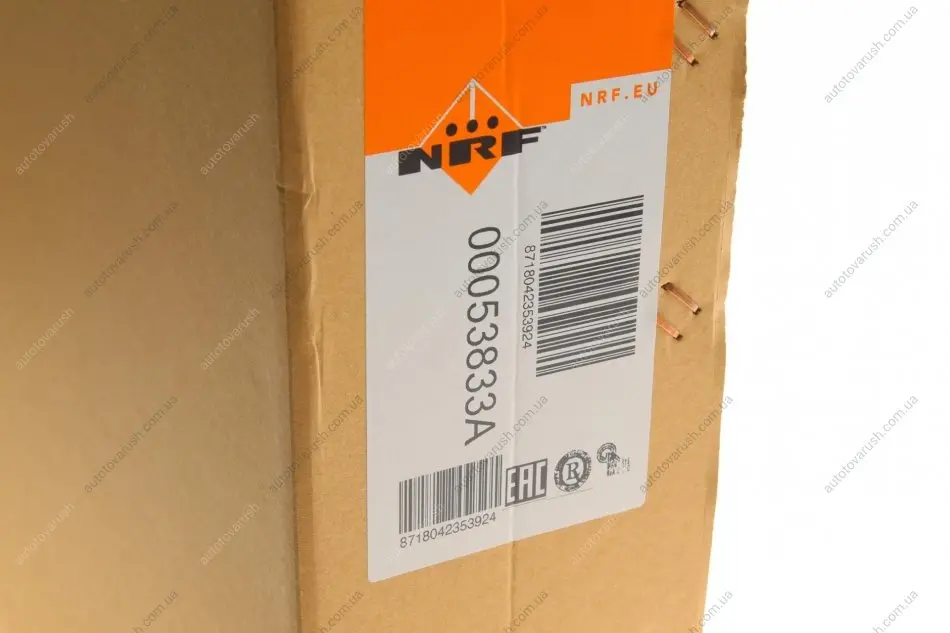 NRF.EU
NRF
00053833A
8718042353924
8718042353924
EAC
R
autotovarush.com.ua